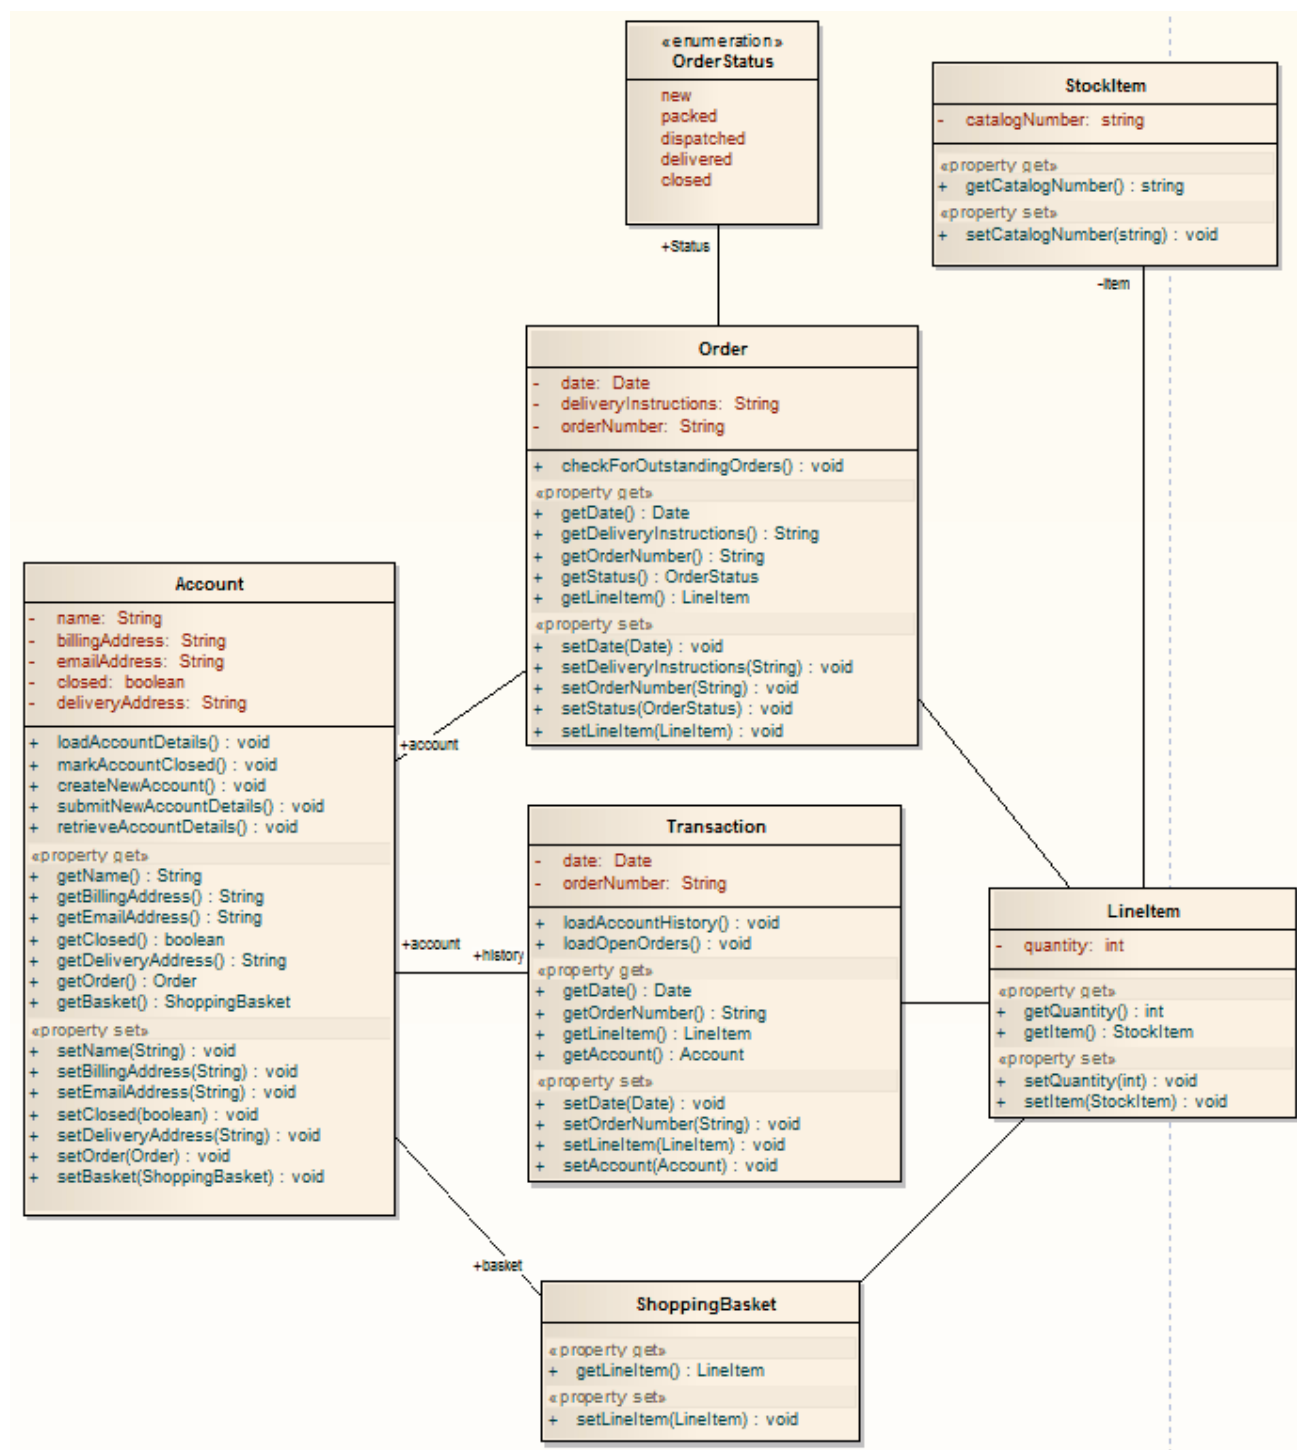 «enumeration»
OrderStatus
new
packed
dispatched
delivered
closed
+Status
StockItem
- catalogNumber: string
«property get»
+ getCatalogNumber() : string
«property set»
+ setCatalogNumber(string) : void
-Item
Order
- date: Date
- deliveryInstructions: String
- orderNumber: String
+ checkForOutstandingOrders() : void
«property get»
+ getDate() : Date
+ getDeliveryInstructions() : String
+ getOrderNumber() : String
+ getStatus() : OrderStatus
+ getLineItem() : LineItem
«property set»
+ setDate(Date) : void
+ setDeliveryInstructions(String) : void
+ setOrderNumber(String) : void
+ setStatus(OrderStatus) : void
+ setLineItem(LineItem) : void
Account
- name: String
- billingAddress: String
- emailAddress: String
- closed: boolean
- deliveryAddress: String
+ loadAccountDetails() : void
+ markAccountClosed() : void
+ createNewAccount() : void
+ submitNewAccountDetails() : void
+ retrieveAccountDetails() : void
«property get»
+ getName() : String
+ getBillingAddress() : String
+ getEmailAddress() : String
+ getClosed() : boolean
+ getDeliveryAddress() : String
+ getOrder() : Order
+ getBasket() : ShoppingBasket
«property set»
+ setName(String) : void
+ setBillingAddress(String) : void
+ setEmailAddress(String) : void
+ setClosed(boolean) : void
+ setDeliveryAddress(String) : void
+ setOrder(Order) : void
+ setBasket(ShoppingBasket) : void
+account
+account
+history
+basket
Transaction
- date: Date
- orderNumber: String
+ loadAccountHistory() : void
+ loadOpenOrders() : void
«property get»
+ getDate() : Date
+ getOrderNumber() : String
+ getLineItem() : LineItem
+ getAccount() : Account
«property set»
+ setDate(Date) : void
+ setOrderNumber(String) : void
+ setLineItem(LineItem) : void
+ setAccount(Account) : void
LineItem
- quantity: int
«property get»
+ getQuantity() : int
+ getItem() : StockItem
«property set»
+ setQuantity(int) : void
+ setItem(StockItem) : void
ShoppingBasket
«property get»
+ getLineItem() : LineItem
«property set»
+ setLineItem(LineItem) : void